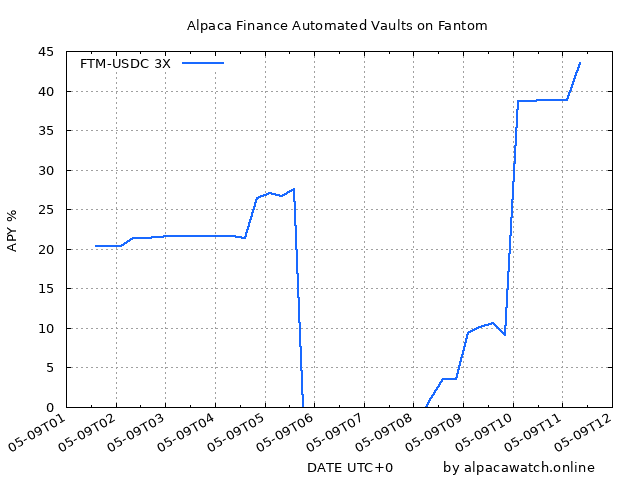 Alpaca Finance Automated Vaults on Fantom
FTM-USDC 3X
APY %
45
40
35
30
25
20
15
10
5
0
05-09T01
05-09T02
05-09T03
05-09T04
05-09T05
05-09T06
05-09T07
05-09T08
05-09T09
05-09T10
05-09T11
05-09T12
DATE UTC+0
by alpacawatch.online